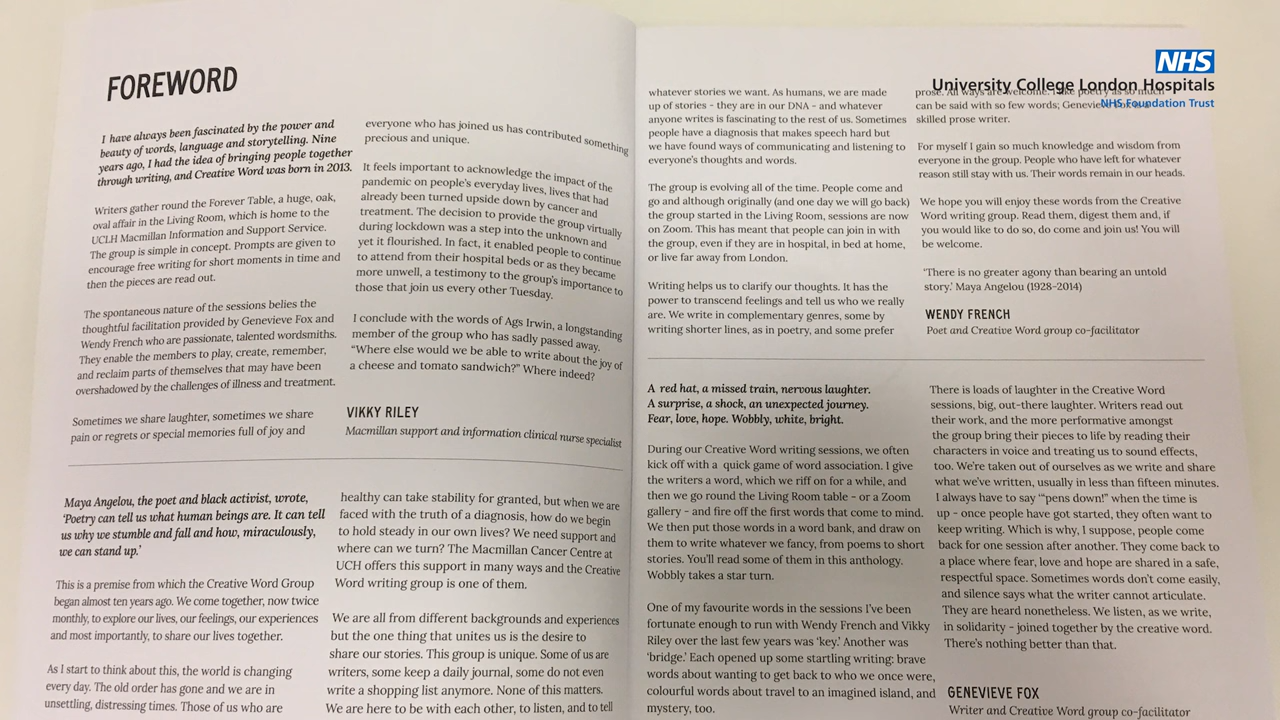 FOREWORD
I have always been fascinated by the power and
beauty of words, language and storytelling. Nine
years ago, I had the idea of bringing people together
through writing, and Creative Word was born in 2013.
Writers gather round the Forever Table, a huge, oak,
oval affair in the Living Room, which is home to the
UCLH Macmillan Information and Support Service.
The group is simple in concept. Prompts are given to
encourage free writing for short moments in time and
then the pieces are read out.
The spontaneous nature of the sessions belies the
thoughtful facilitation provided by Genevieve Fox and
Wendy French who are passionate, talented wordsmiths.
They enable the members to play, create, remember,
and reclaim parts of themselves that may have been
overshadowed by the challenges of illness and treatment.
Sometimes we share laughter, sometimes we share
pain or regrets or special memories full of joy and
everyone who has joined us has contributed something
precious and unique.
It feels important to acknowledge the impact of the
pandemic on people's everyday lives, lives that had
already been turned upside down by cancer and
treatment. The decision to provide the group virtually
during lockdown was a step into the unknown and
yet it flourished. In fact, it enabled people to continue
to attend from their hospital beds or as they became
more unwell, a testimony to the group's importance to
those that join us every other Tuesday.
I conclude with the words of Ags Irwin, a longstanding
member of the group who has sadly passed away.
"Where else would we be able to write about the joy of
a cheese and tomato sandwich?" Where indeed?
VIKKY RILEY
Macmillan support and information clinical nurse specialist
Maya Angelou, the poet and black activist, wrote,
'Poetry can tell us what human beings are. It can tell
us why we stumble and fall and how, miraculously,
we can stand up.'
This is a premise from which the Creative Word Group
began almost ten years ago. We come together, now twice
monthly, to explore our lives, our feelings, our experiences
and most importantly, to share our lives together.
As I start to think about this, the world is changing
every day. The old order has gone and we are in
unsettling, distressing times. Those of us who are
healthy can take stability for granted, but when we are
faced with the truth of a diagnosis, how do we begin
to hold steady in our own lives? We need support and
where can we turn? The Macmillan Cancer Centre at
UCH offers this support in many ways and the Creative
Word writing group is one of them.
We are all from different backgrounds and experiences
but the one thing that unites us is the desire to
share our stories. This group is unique. Some of us are
writers, some keep a daily journal, some do not even
write a shopping list anymore. None of this matters.
We are here to be with each other, to listen, and to tell
whatever stories we want. As humans, we are made
up of stories - they are in our DNA - and whatever
anyone writes is fascinating to the rest of us. Sometimes
people have a diagnosis that makes speech hard but
we have found ways of communicating and listening to
everyone's thoughts and words.
The group is evolving all of the time. People come and
go and although originally (and one day we will go back)
the group started in the Living Room, sessions are now
on Zoom. This has meant that people can join in with
the group, even if they are in hospital, in bed at home,
or live far away from London.
Writing helps us to clarify our thoughts. It has the
power to transcend feelings and tell us who we really
are. We write in complementary genres, some by
writing shorter lines, as in poetry, and some prefer
NHS
University College London Hospitals
NHS Foundation Trust
prose. All ways are welcome. I like poetry as so much
can be said with so few words; Genevieve
skilled prose writer.
For myself I gain so much knowledge and wisdom from
everyone in the group. People who have left for whatever
reason still stay with us. Their words remain in our heads.
We hope you will enjoy these words from the Creative
Word writing group. Read them, digest them and, if
you would like to do so, do come and join us! You will
be welcome.
'There is no greater agony than bearing an untold
story.' Maya Angelou (1928-2014)
WENDY FRENCH
Poet and Creative Word group co-facilitator
A red hat, a missed train, nervous laughter.
A surprise, a shock, an unexpected journey.
Fear, love, hope. Wobbly, white, bright.
During our Creative Word writing sessions, we often
kick off with a quick game of word association. I give
the writers a word, which we riff on for a while, and
then we go round the Living Room table - or a Zoom
gallery - and fire off the first words that come to mind.
We then put those words in a word bank, and draw on
them to write whatever we fancy, from poems to short
stories. You'll read some of them in this anthology.
Wobbly takes a star turn.
One of my favourite words in the sessions I've been
fortunate enough to run with Wendy French and Vikky
Riley over the last few years was 'key.' Another was
'bridge.' Each opened up some startling writing: brave
words about wanting to get back to who we once were,
colourful words about travel to an imagined island, and
mystery, too.
There is loads of laughter in the Creative Word
sessions, big, out-there laughter. Writers read out
their work, and the more performative amongst
the group bring their pieces to life by reading their
characters in voice and treating us to sound effects,
too. We're taken out of ourselves as we write and share
what we've written, usually in less than fifteen minutes.
I always have to say '"pens down!" when the time is
up - once people have got started, they often want to
keep writing. Which is why, I suppose, people come
back for one session after another. They come back to
a place where fear, love and hope are shared in a safe,
respectful space. Sometimes words don't come easily,
and silence says what the writer cannot articulate.
They are heard nonetheless. We listen, as we write,
in solidarity - joined together by the creative word.
There's nothing better than that.
GENEVIEVE FOX
Writer and Creative Word group co-facilitator